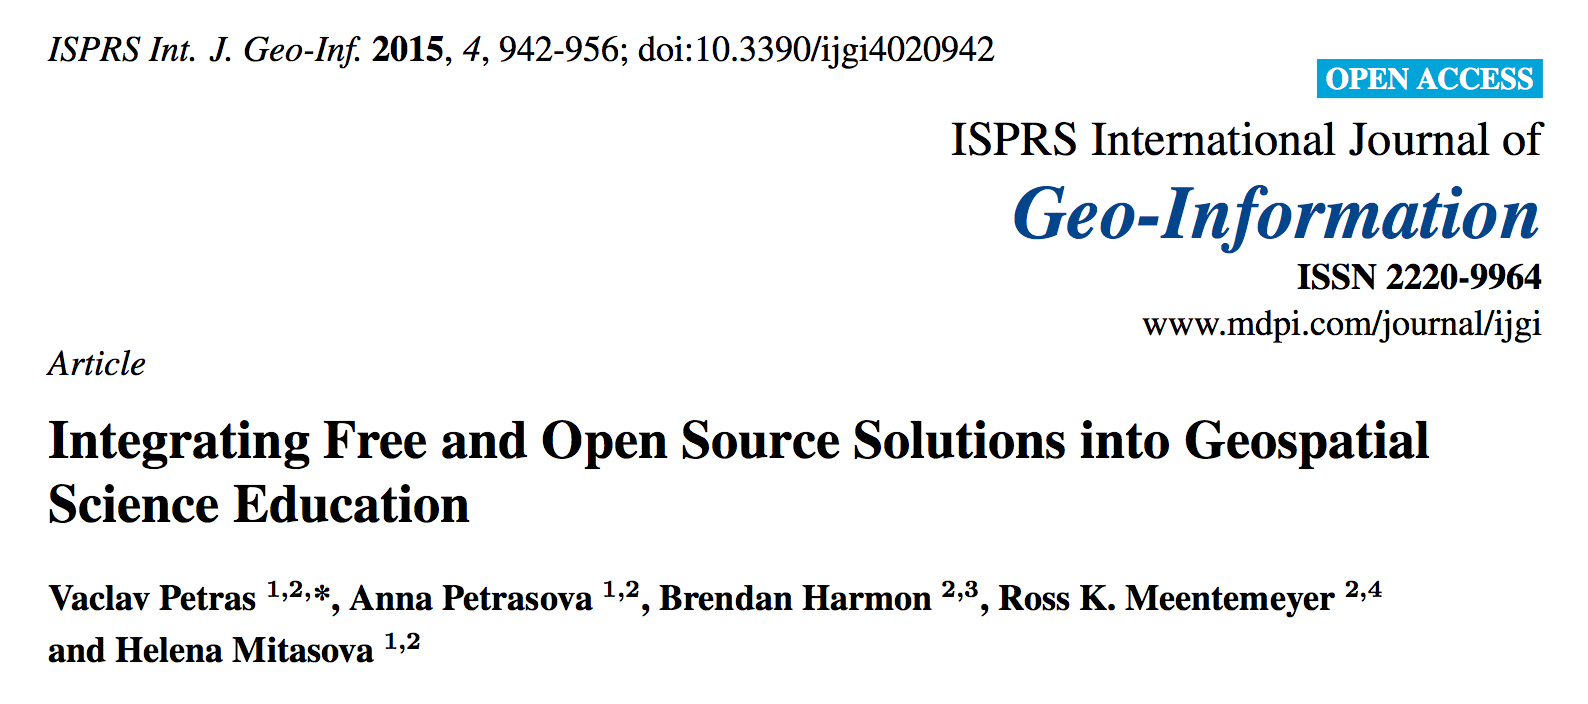 ISPRS Int. J. Geo-Inf. 2015, 4, 942-956; doi:10.3390/ijgi4020942
OPEN ACCESS
ISPRS International Journal of
Geo-Information
ISSN 2220-9964
www.mdpi.com/journal/ijgi
Article
Integrating Free and Open Source Solutions into Geospatial
Science Education
Vaclav Petras 1,2,*, Anna Petrasova 1,2, Brendan Harmon 2,3, Ross K. Meentemeyer 2,4
and Helena Mitasova 1,2